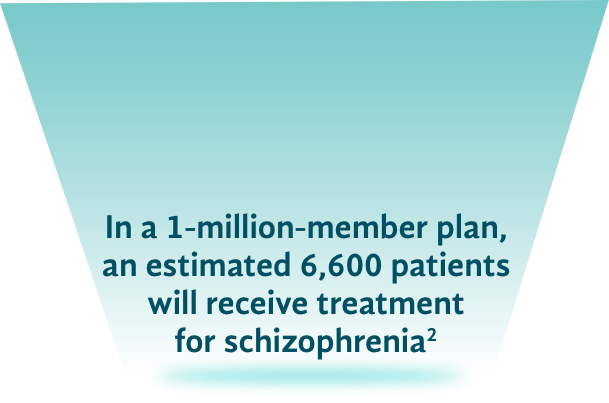 In a 1-million-member plan,
an estimated 6,600 patients
will receive treatment
for schizophrenia²